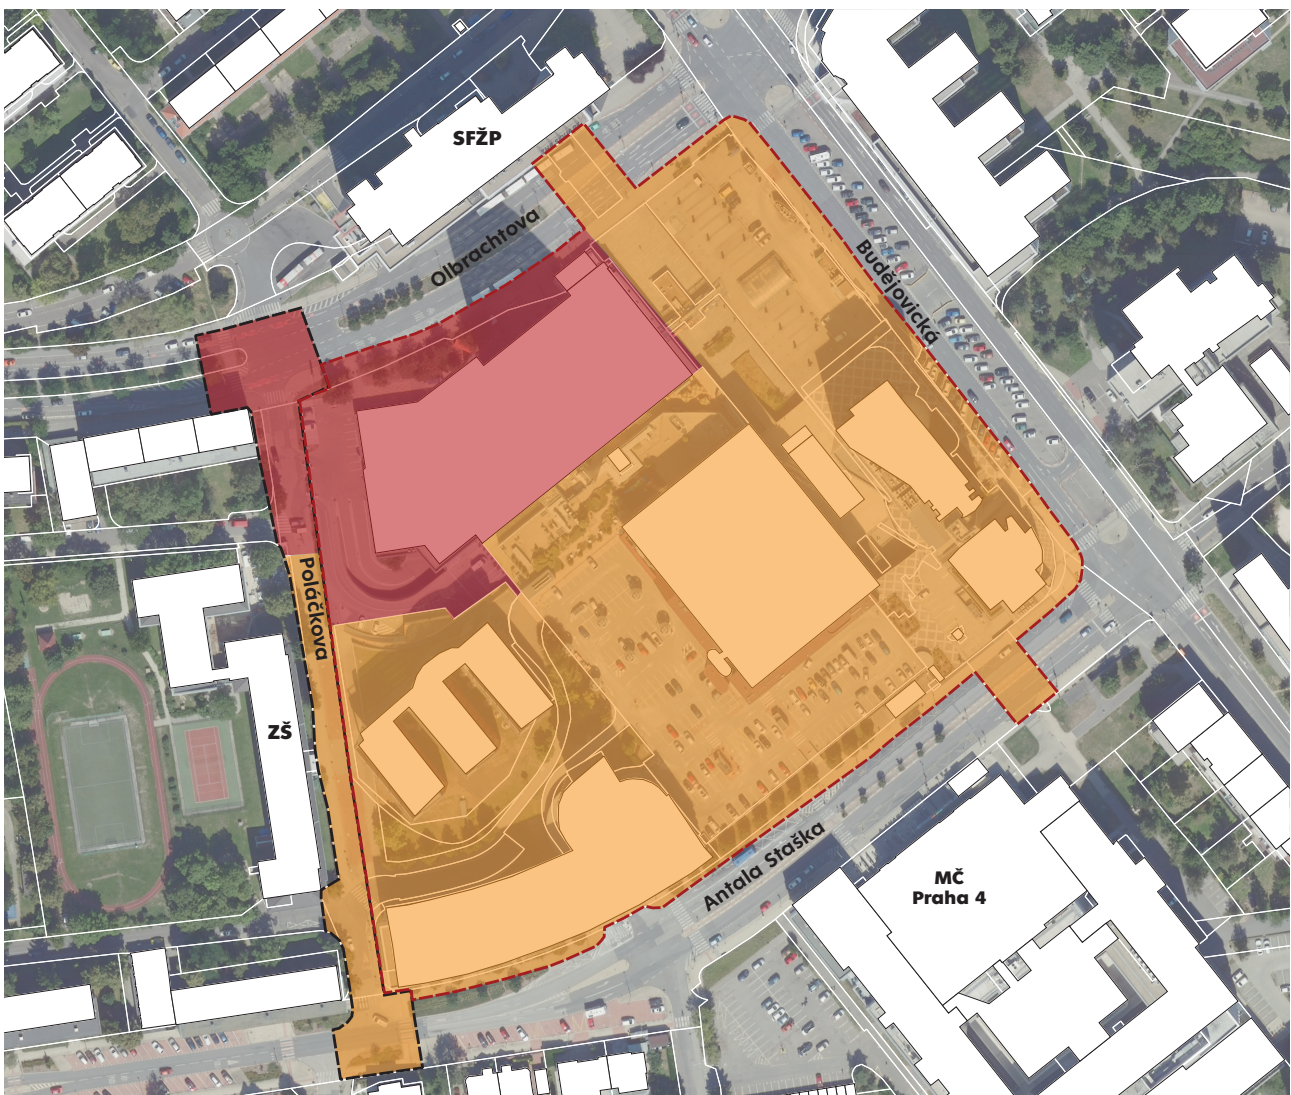 SFŽP
Olbrachtova
Budějovická
Poláčkova
ZŠ
Antala Staška
MČ
Praha 4